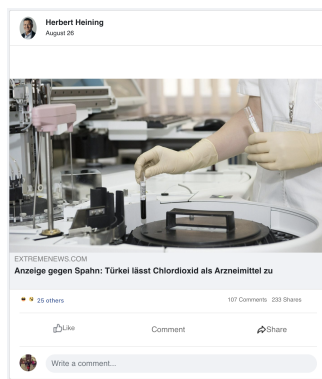 Herbert Heining
August 26
EXTREMENEWS.COM
Anzeige gegen Spahn: Türkei lässt Chlordioxid als Arzneimittel zu
25 others
107 Comments 233 Shares
Like
Comment
Share
Write a comment...